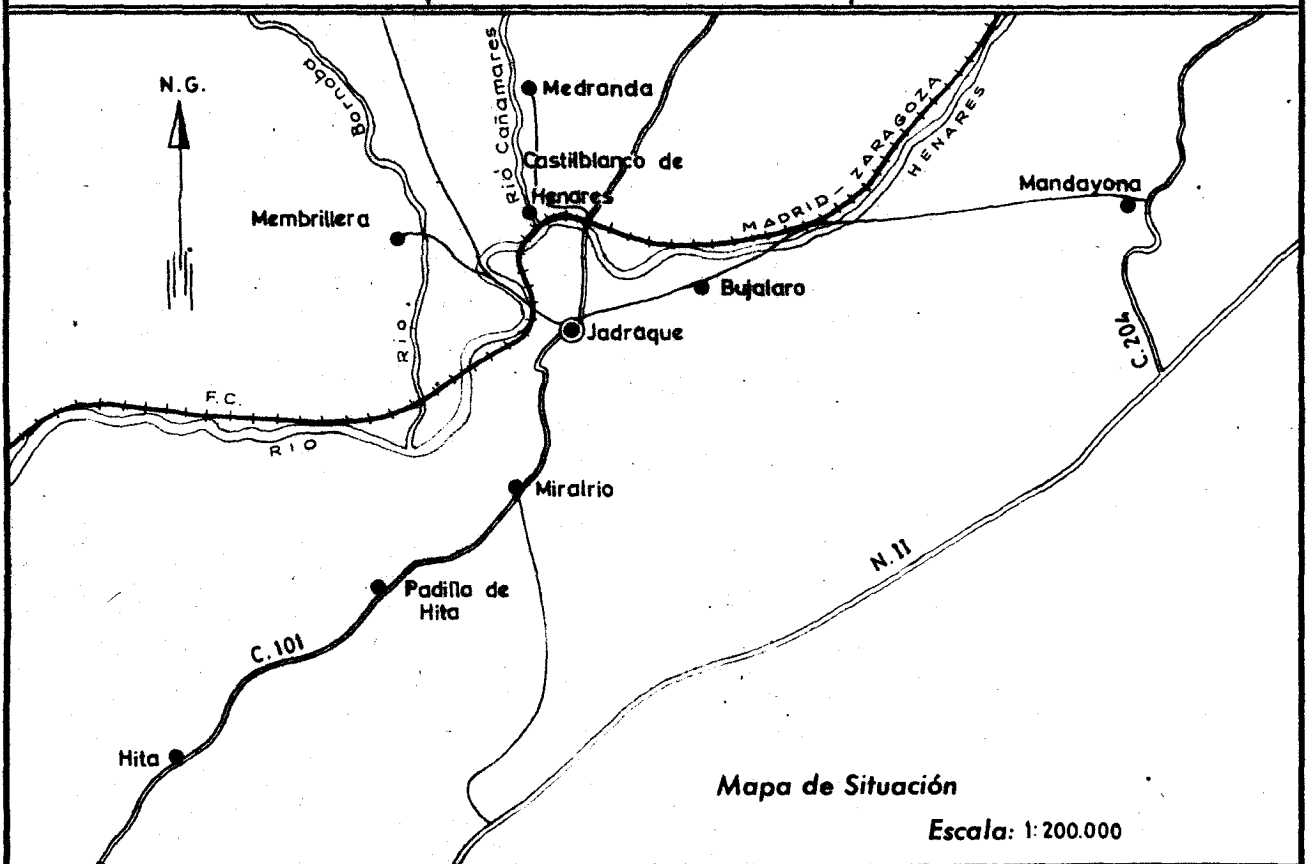 N.G.
Bornoba
Río Cañamares
Medranda
Castilblanco de
Henares
MADRID – ZARAGOZA
HENARES
Mandayona
Membrillera
Bujalaro
Jadraque
Río.
C.204
F.C.
RIO
Miralrio
N.II
Padilla de
Hita
C.101
Hita
Mapa de Situación
Escala: 1:200.000